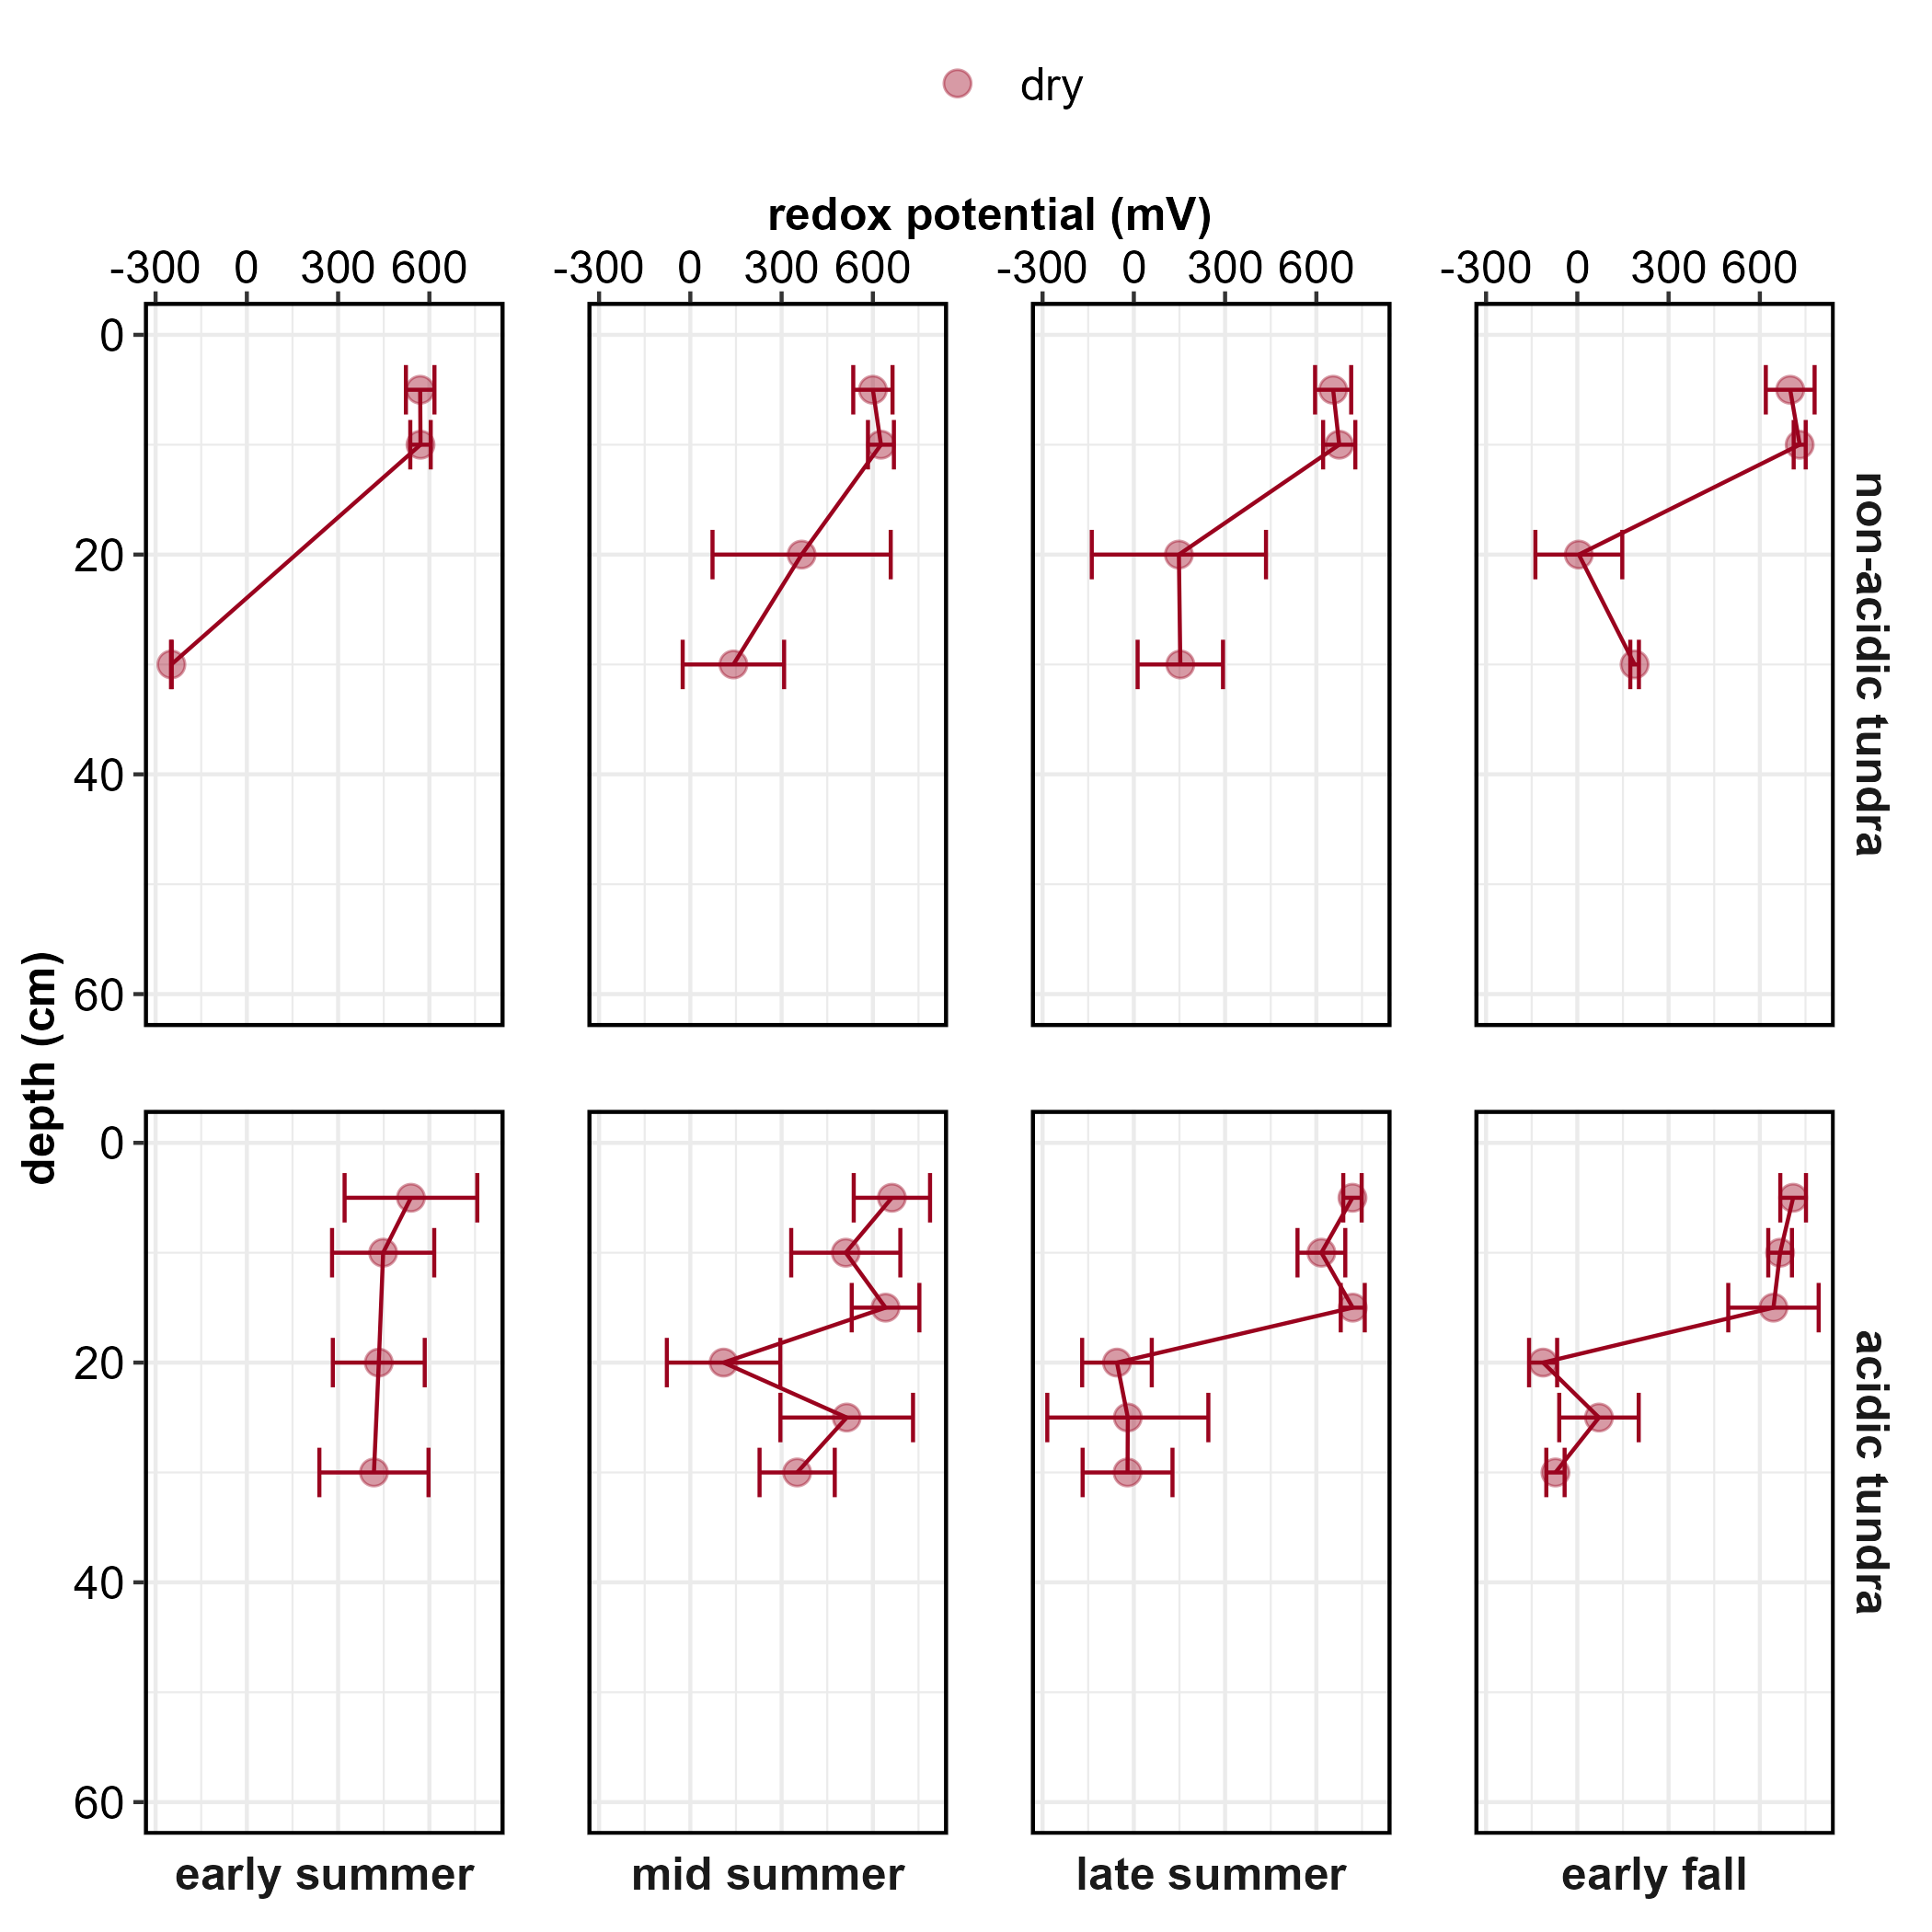 dry
redox potential (mV)
-300 0 300 600 -300 0 300 600 -300 0 300 600 -300 0 300 600
0
20
40
60
non-acidic tundra
depth (cm)
0
20
40
60
acidic tundra
early summer mid summer late summer early fall